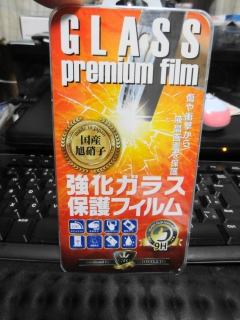 GLASS
premium film
傷や衝撃から
液晶画面を保護
国産
旭硝子
強化ガラス
保護フィルム
9H